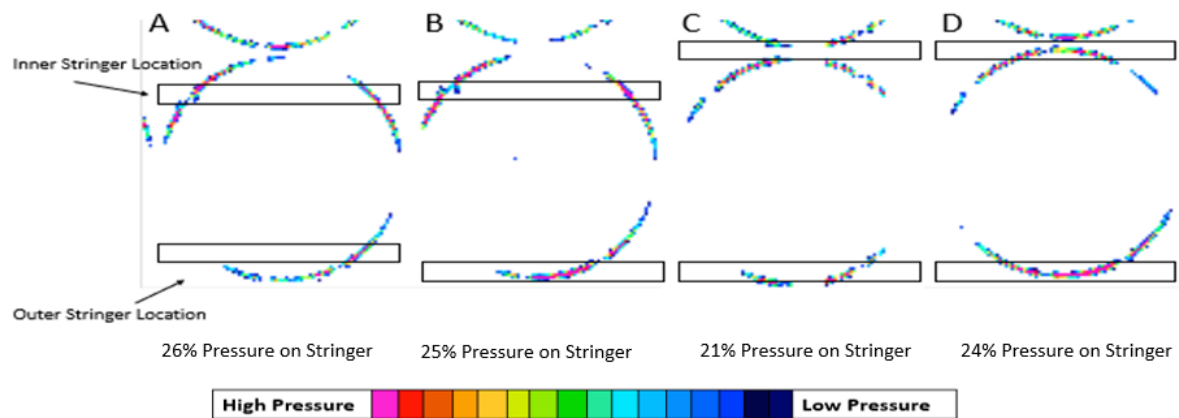 A B C D
Inner Stringer Location
Outer Stringer Location
26% Pressure on Stringer 25% Pressure on Stringer 21% Pressure on Stringer 24% Pressure on Stringer
High Pressure Low Pressure